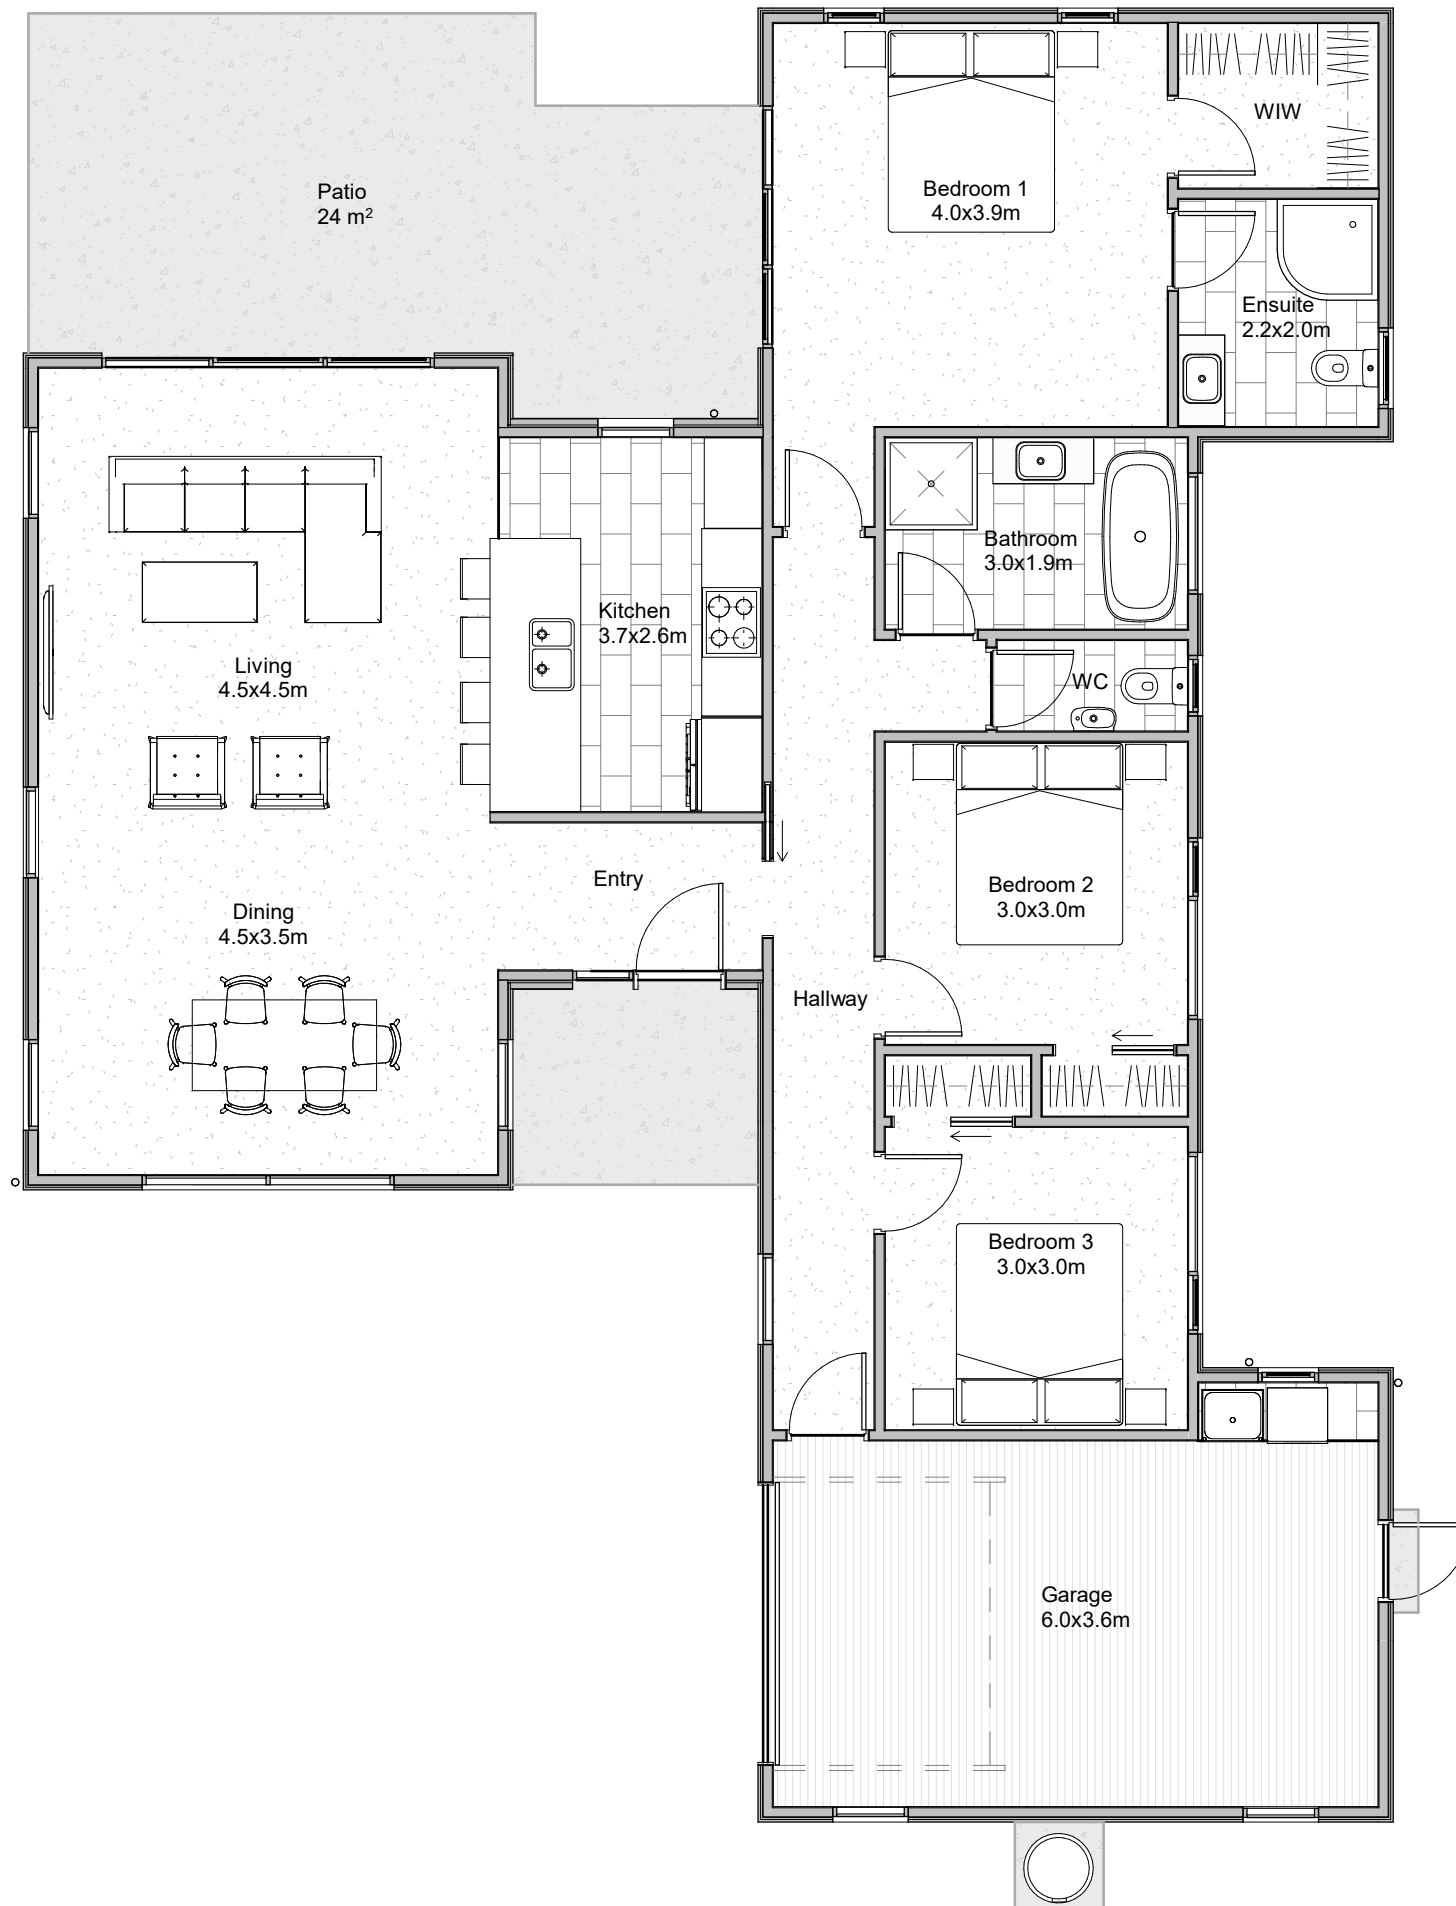 Patio
24 m²
Bedroom 1
4.0x3.9m
WIW
Ensuite
2.2x2.0m
Bathroom
3.0x1.9m
Kitchen
3.7x2.6m
Living
4.5x4.5m
WC
Entry
Bedroom 2
3.0x3.0m
Dining
4.5x3.5m
Hallway
Bedroom 3
3.0x3.0m
Garage
6.0x3.6m